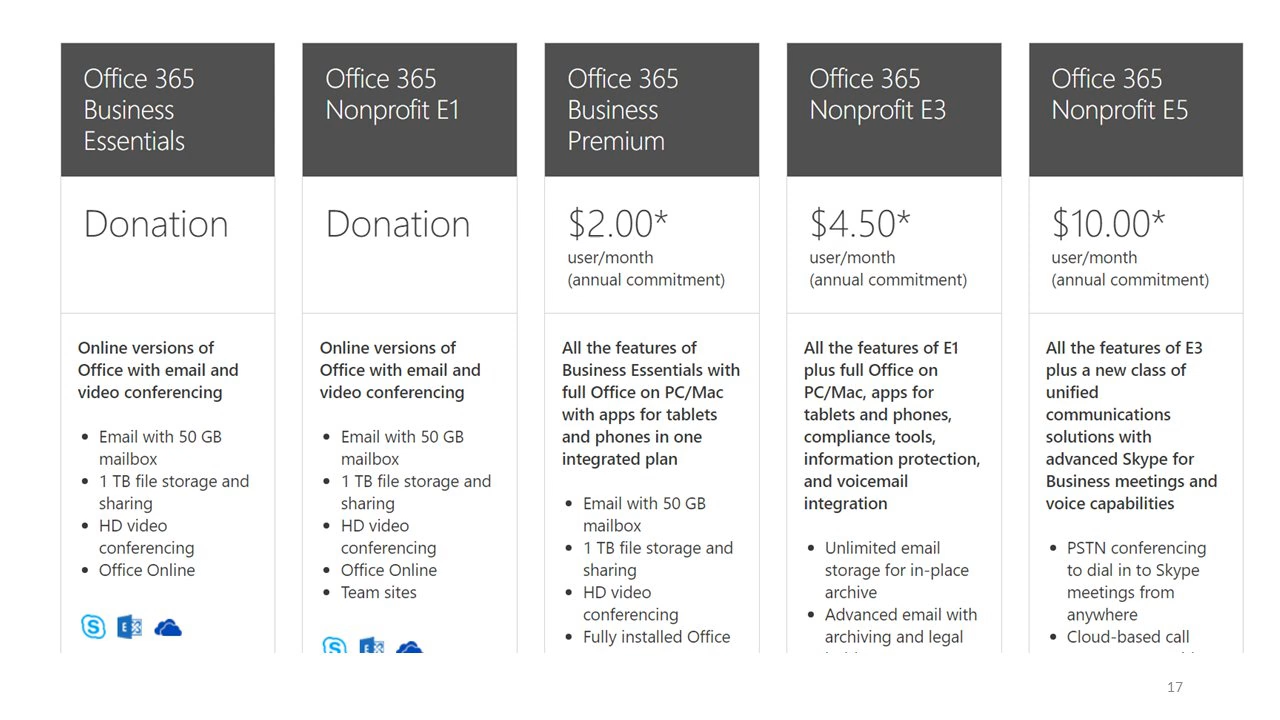 Office 365
Business
Essentials
Donation
Online versions of
Office with email and
video conferencing
• Email with 50 GB
mailbox
• 1 TB file storage and
sharing
• HD video
conferencing
• Office Online
Office 365
Nonprofit E1
Donation
Online versions of
Office with email and
video conferencing
• Email with 50 GB
mailbox
• 1 TB file storage and
sharing
• HD video
conferencing
• Office Online
• Team sites
Office 365
Business
Premium
$2.00*
user/month
(annual commitment)
All the features of
Business Essentials with
full Office on PC/Mac
with apps for tablets
and phones in one
integrated plan
• Email with 50 GB
mailbox
• 1 TB file storage and
sharing
• HD video
conferencing
• Fully installed Office
Office 365
Nonprofit E3
$4.50*
user/month
(annual commitment)
All the features of E1
plus full Office on
PC/Mac, apps for
tablets and phones,
compliance tools,
information protection,
and voicemail
integration
• Unlimited email
storage for in-place
archive
• Advanced email with
archiving and legal
Office 365
Nonprofit E5
$10.00*
user/month
(annual commitment)
All the features of E3
plus a new class of
unified
communications
solutions with
advanced Skype for
Business meetings and
voice capabilities
• PSTN conferencing
to dial in to Skype
meetings from
anywhere
• Cloud-based call
17